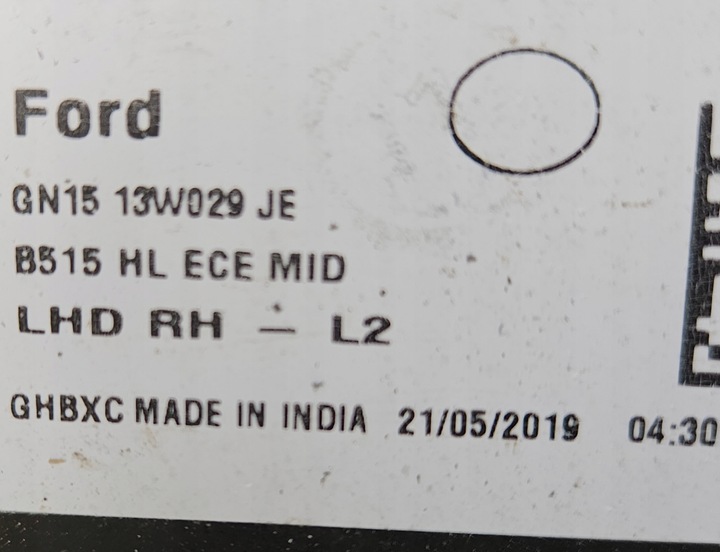 Ford
GN15 13W029 JE
B515 HL ECE MID
LHD RH – L2
GHBXC MADE IN INDIA 21/05/2019 04:30